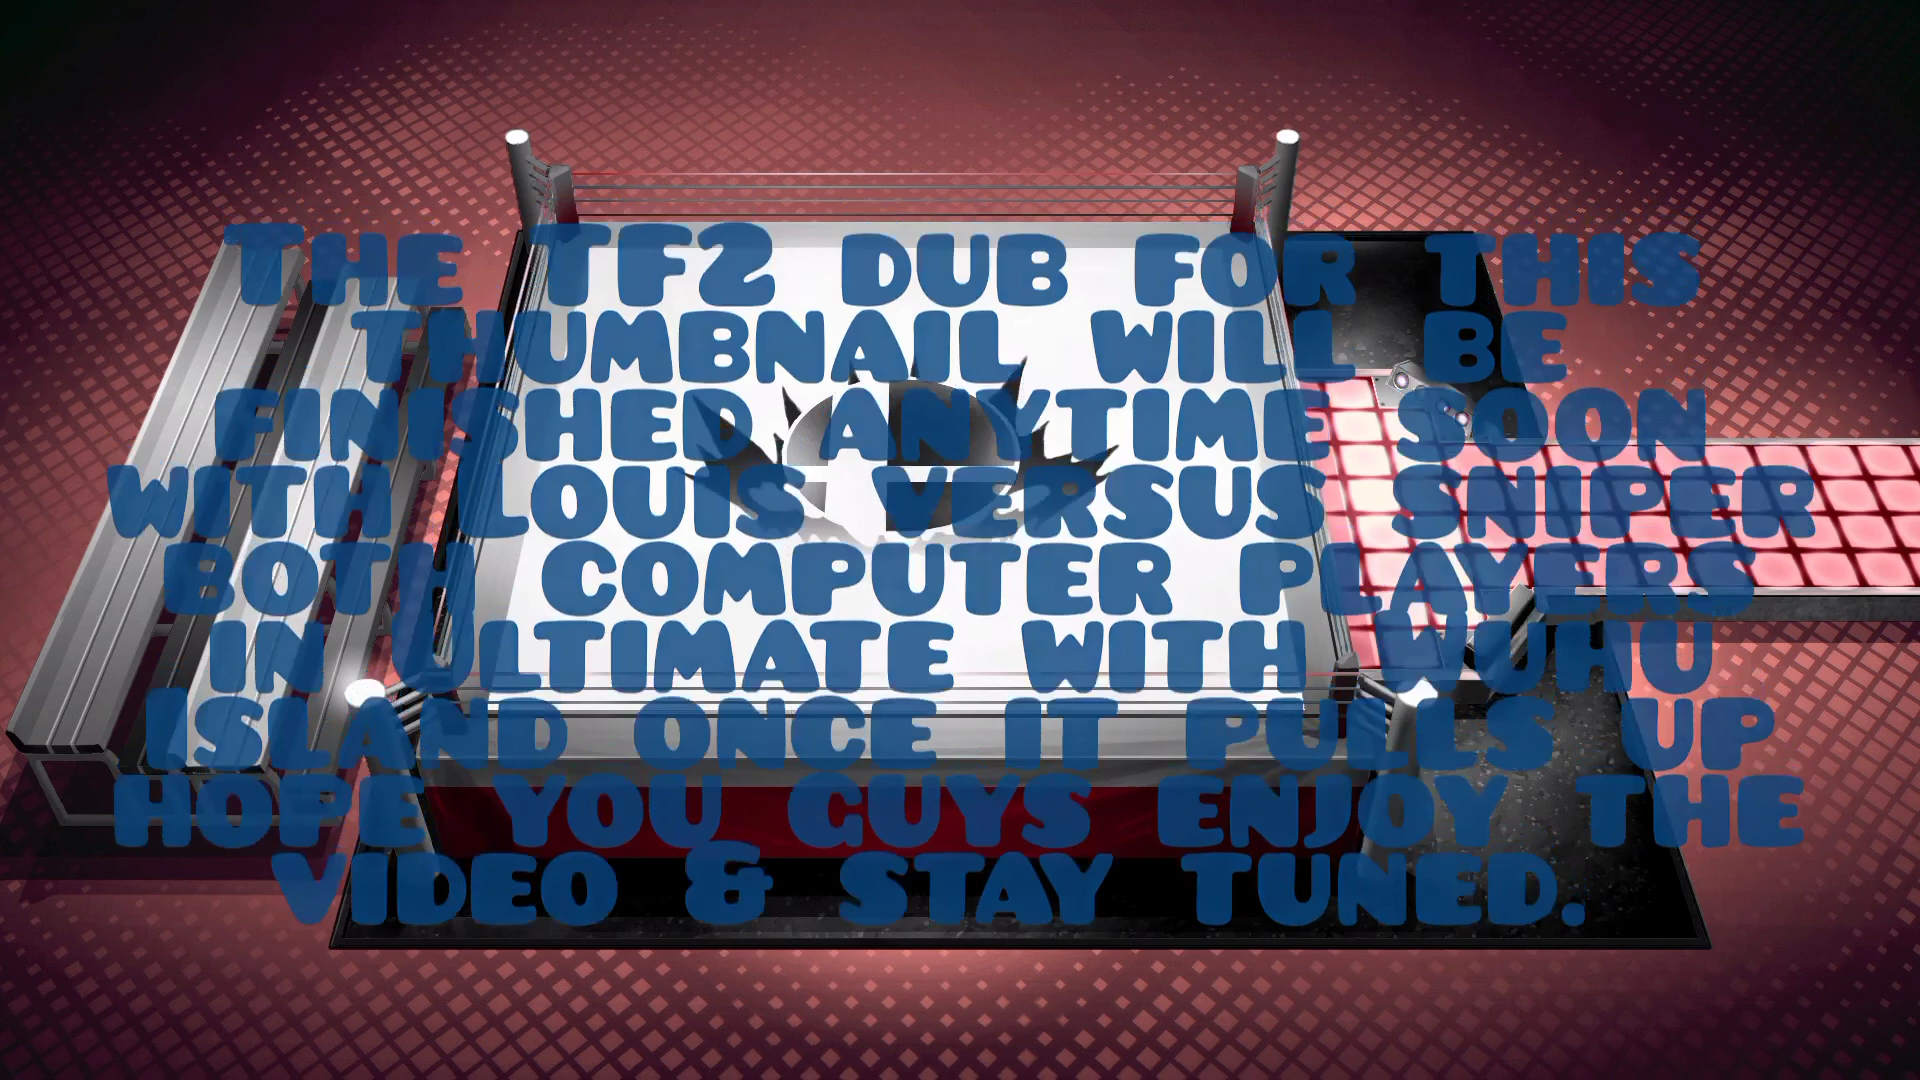 The TF2 dub for this
thumbnail will be
finished anytime soon
with Louis versus Sniper
both computer players
in Ultimate with Wuhu
Island once it pulls up
hope you guys enjoy the
video & stay tuned.